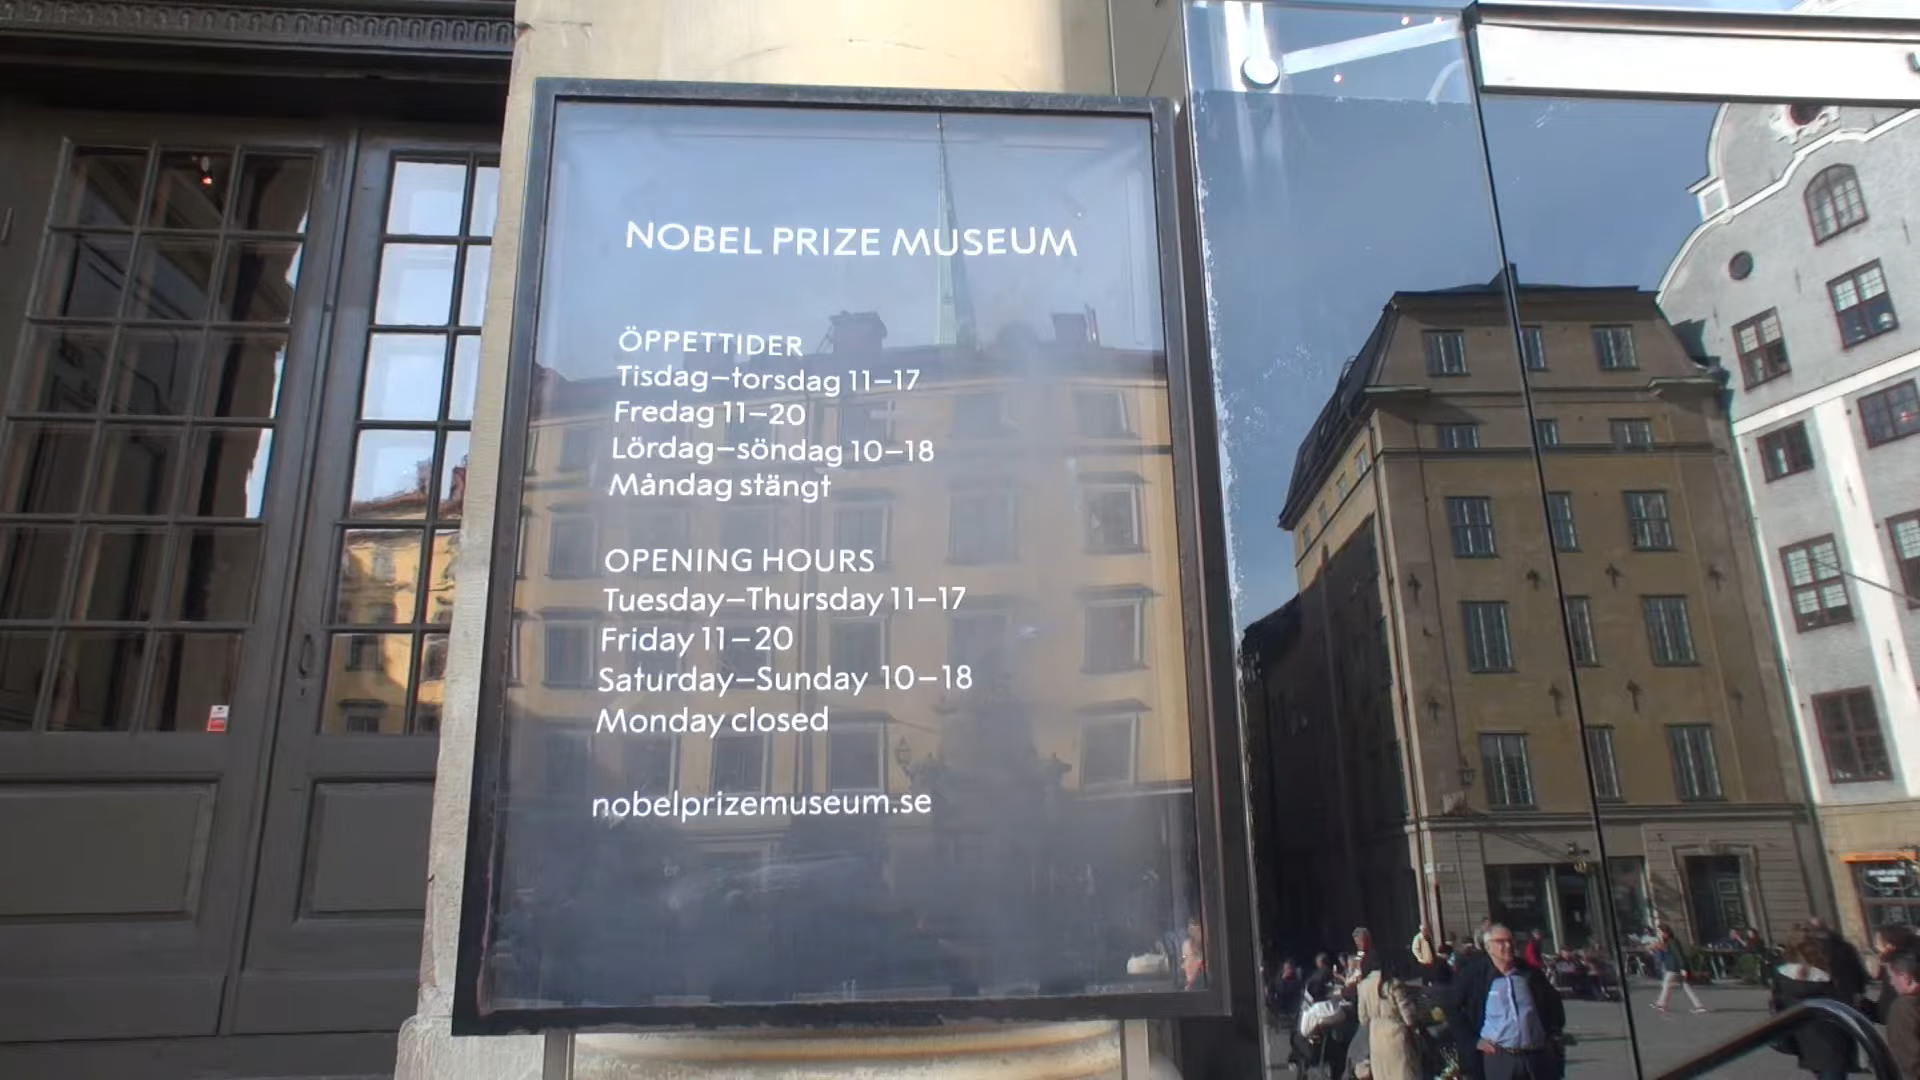 NOBEL PRIZE MUSEUM
ÖPPETTIDER
Tisdag–torsdag 11–17
Fredag 11–20
Lördag–söndag 10–18
Måndag stängt
OPENING HOURS
Tuesday–Thursday 11–17
Friday 11–20
Saturday–Sunday 10–18
Monday closed
nobelprizemuseum.se